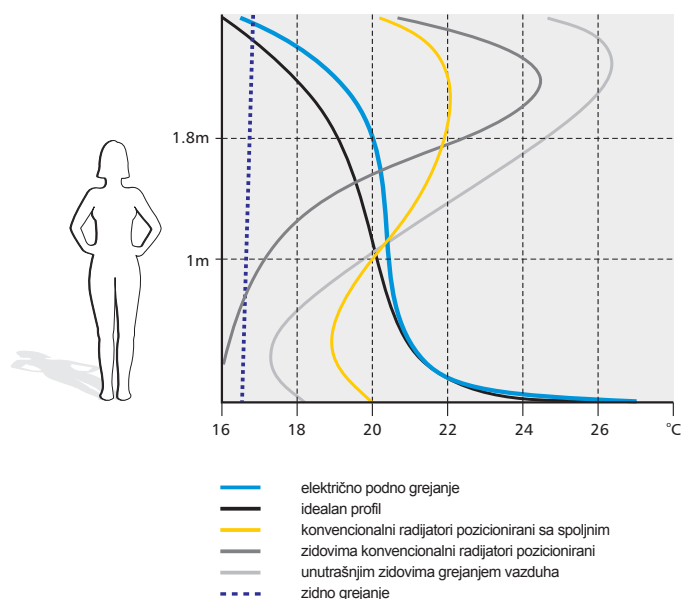 1.8m
1m
16 18 20 22 24 26 °C
električno podno grejanje
idealan profil
konvencionalni radijatori pozicionirani sa spoljnim
zidovima konvencionalni radijatori pozicionirani
unutrašnjim zidovima grejanjem vazduha
zidno grejanje